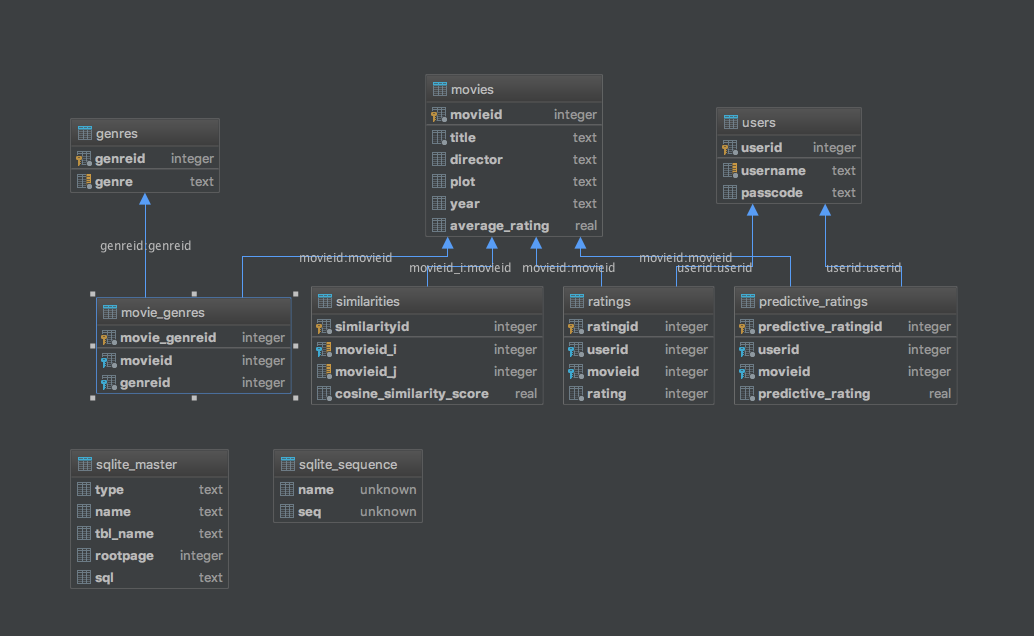 movies
movieid integer
title text
director text
plot text
year text
average_rating real
genres
genreid integer
genre text
users
userid integer
username text
passcode text
genreid:genreid
movieid:movieid
movieid_i:movieid
movieid:movieid
movieid:movieid
userid:userid
userid:userid
movie_genres
movie_genreid integer
movieid integer
genreid integer
similarities
similarityid integer
movieid_i integer
movieid_j integer
cosine_similarity_score real
ratings
ratingid integer
userid integer
movieid integer
rating integer
predictive_ratings
predictive_ratingid integer
userid integer
movieid integer
predictive_rating real
sqlite_master
type text
name text
tbl_name text
rootpage integer
sql text
sqlite_sequence
name unknown
seq unknown